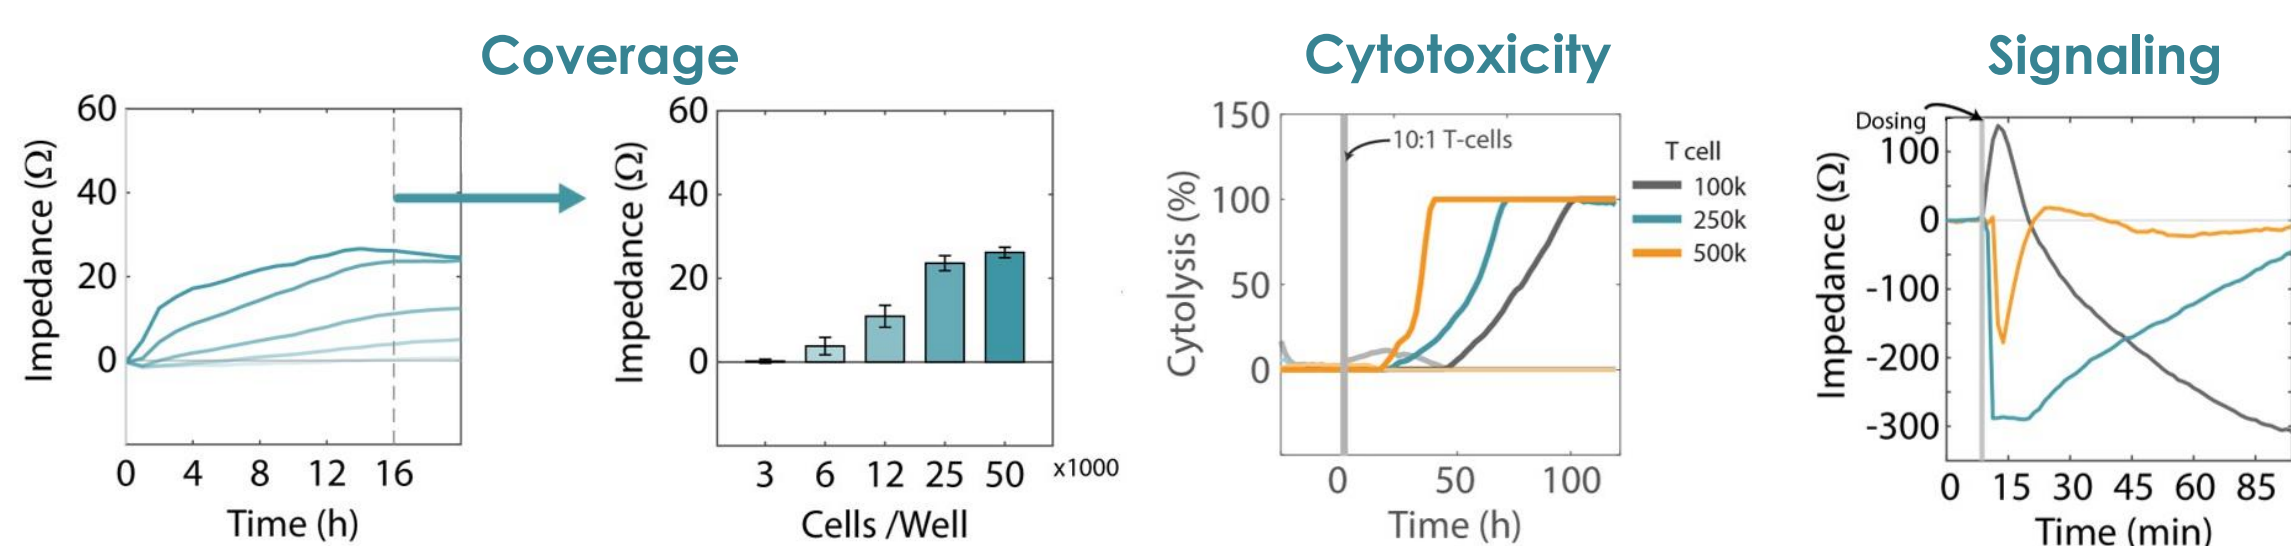 Coverage
Cytotoxicity
Signaling
60
40
20
0
Impedance (Ω)
0 4 8 12 16
Time (h)
60
40
20
0
Impedance (Ω)
3 6 12 25 50 x1000
Cells /Well
150
100
50
0
Cytolysis (%)
10:1 T-cells
0 50 100
Time (h)
T cell
100k
250k
500k
Dosing
100
0
-100
-200
-300
Impedance (Ω)
0 15 30 45 60 85
Time (min)